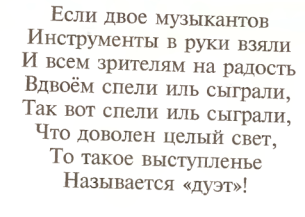 Если двое музыкантов
Инструменты в руки взяли
И всем зрителям на радость
Вдвоём спели иль сыграли,
Так вот спели иль сыграли,
Что доволен целый свет,
То такое выступленье
Называется «дуэт»!